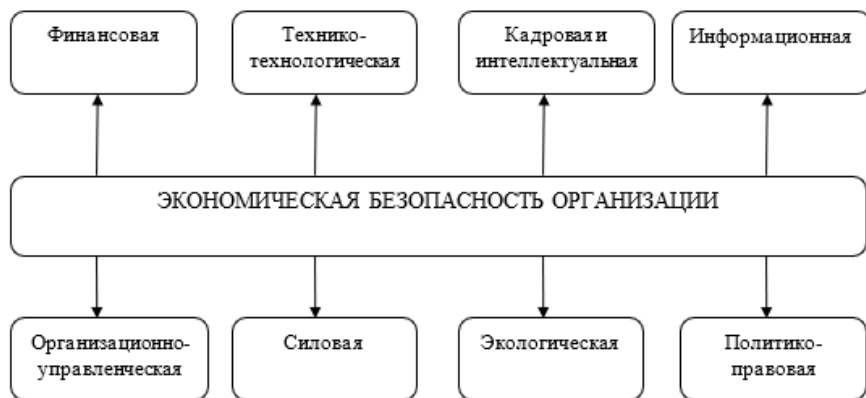 Финансовая
Технико-
технологическая
Кадровая и
интеллектуальная
Информационная
ЭКОНОМИЧЕСКАЯ БЕЗОПАСНОСТЬ ОРГАНИЗАЦИИ
Организационно-
управленческая
Силовая
Экологическая
Политико-
правовая